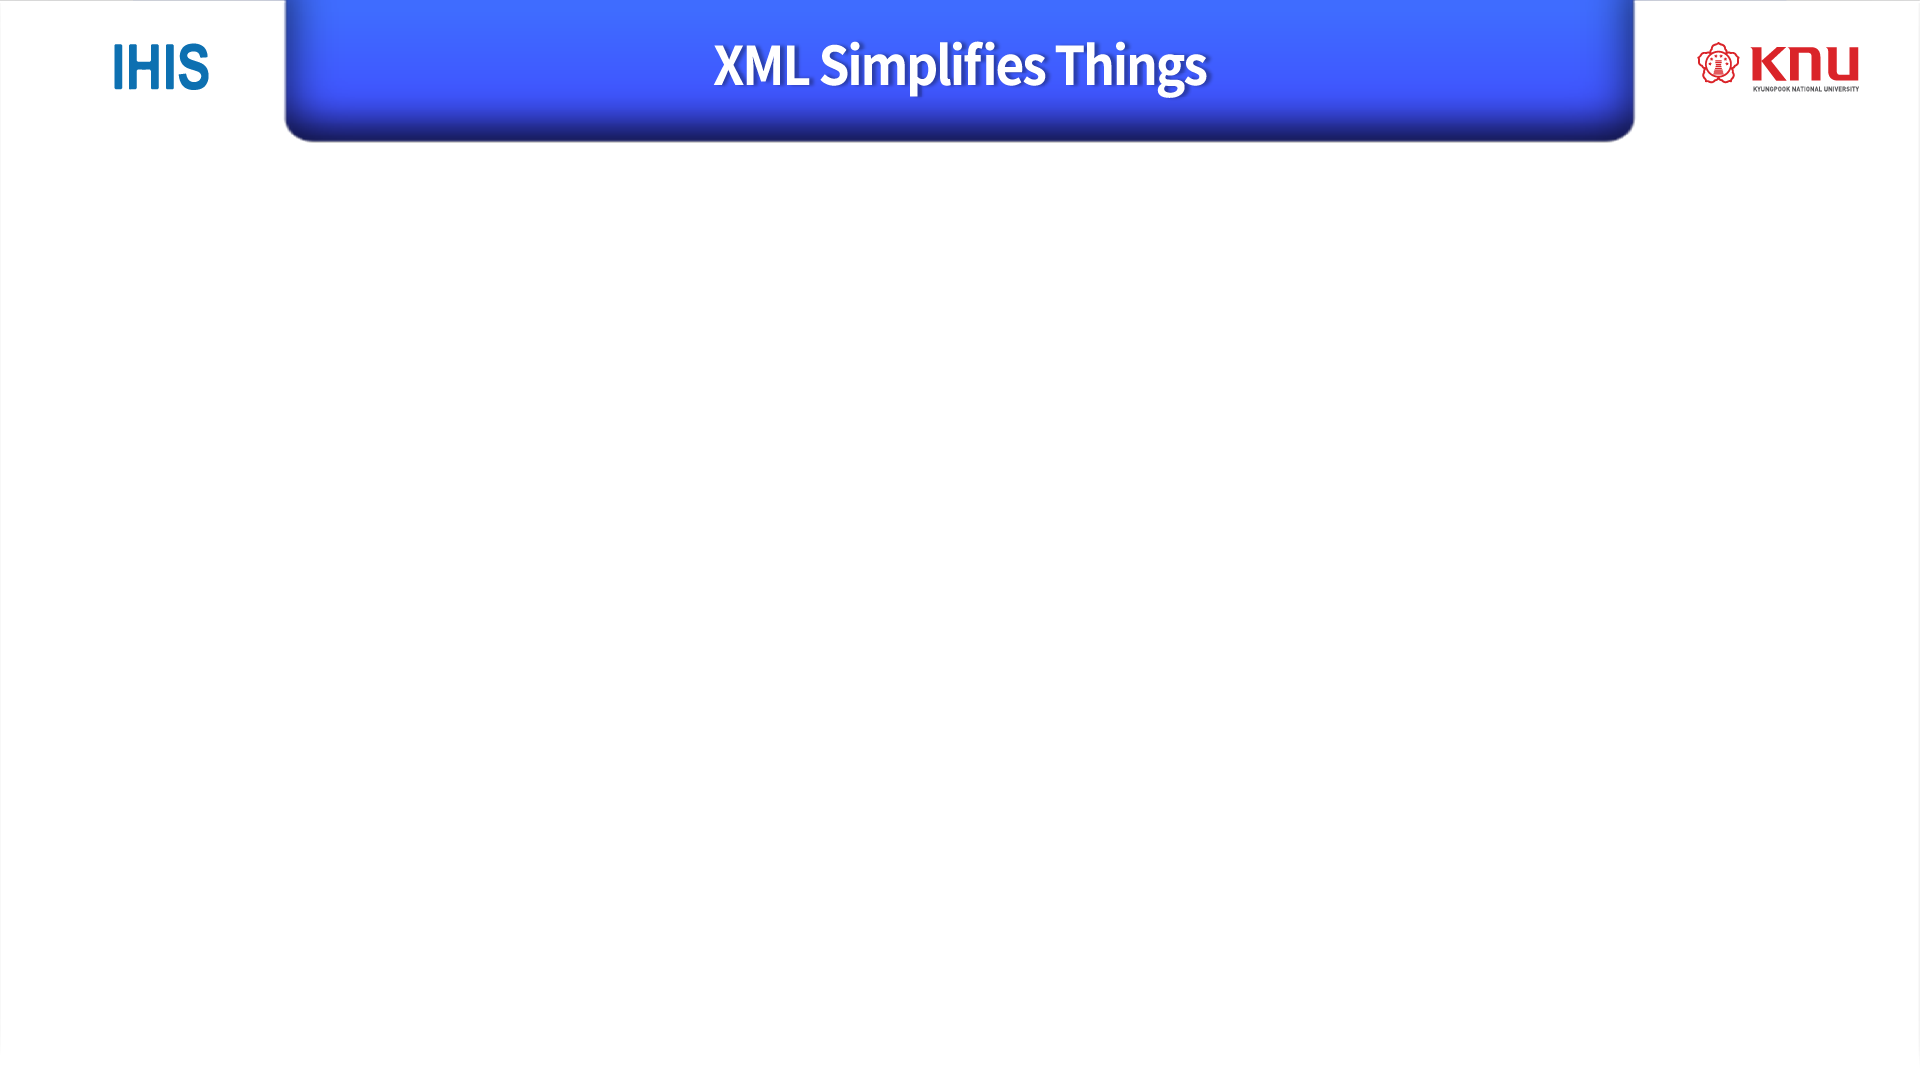 IHIS
XML Simplifies Things
KNU
KYUNGPOOK NATIONAL UNIVERSITY